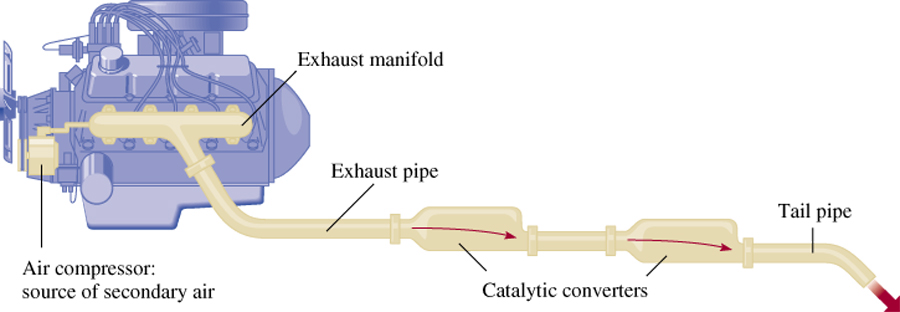 Exhaust manifold
Exhaust pipe
Tail pipe
Air compressor:
source of secondary air
Catalytic converters